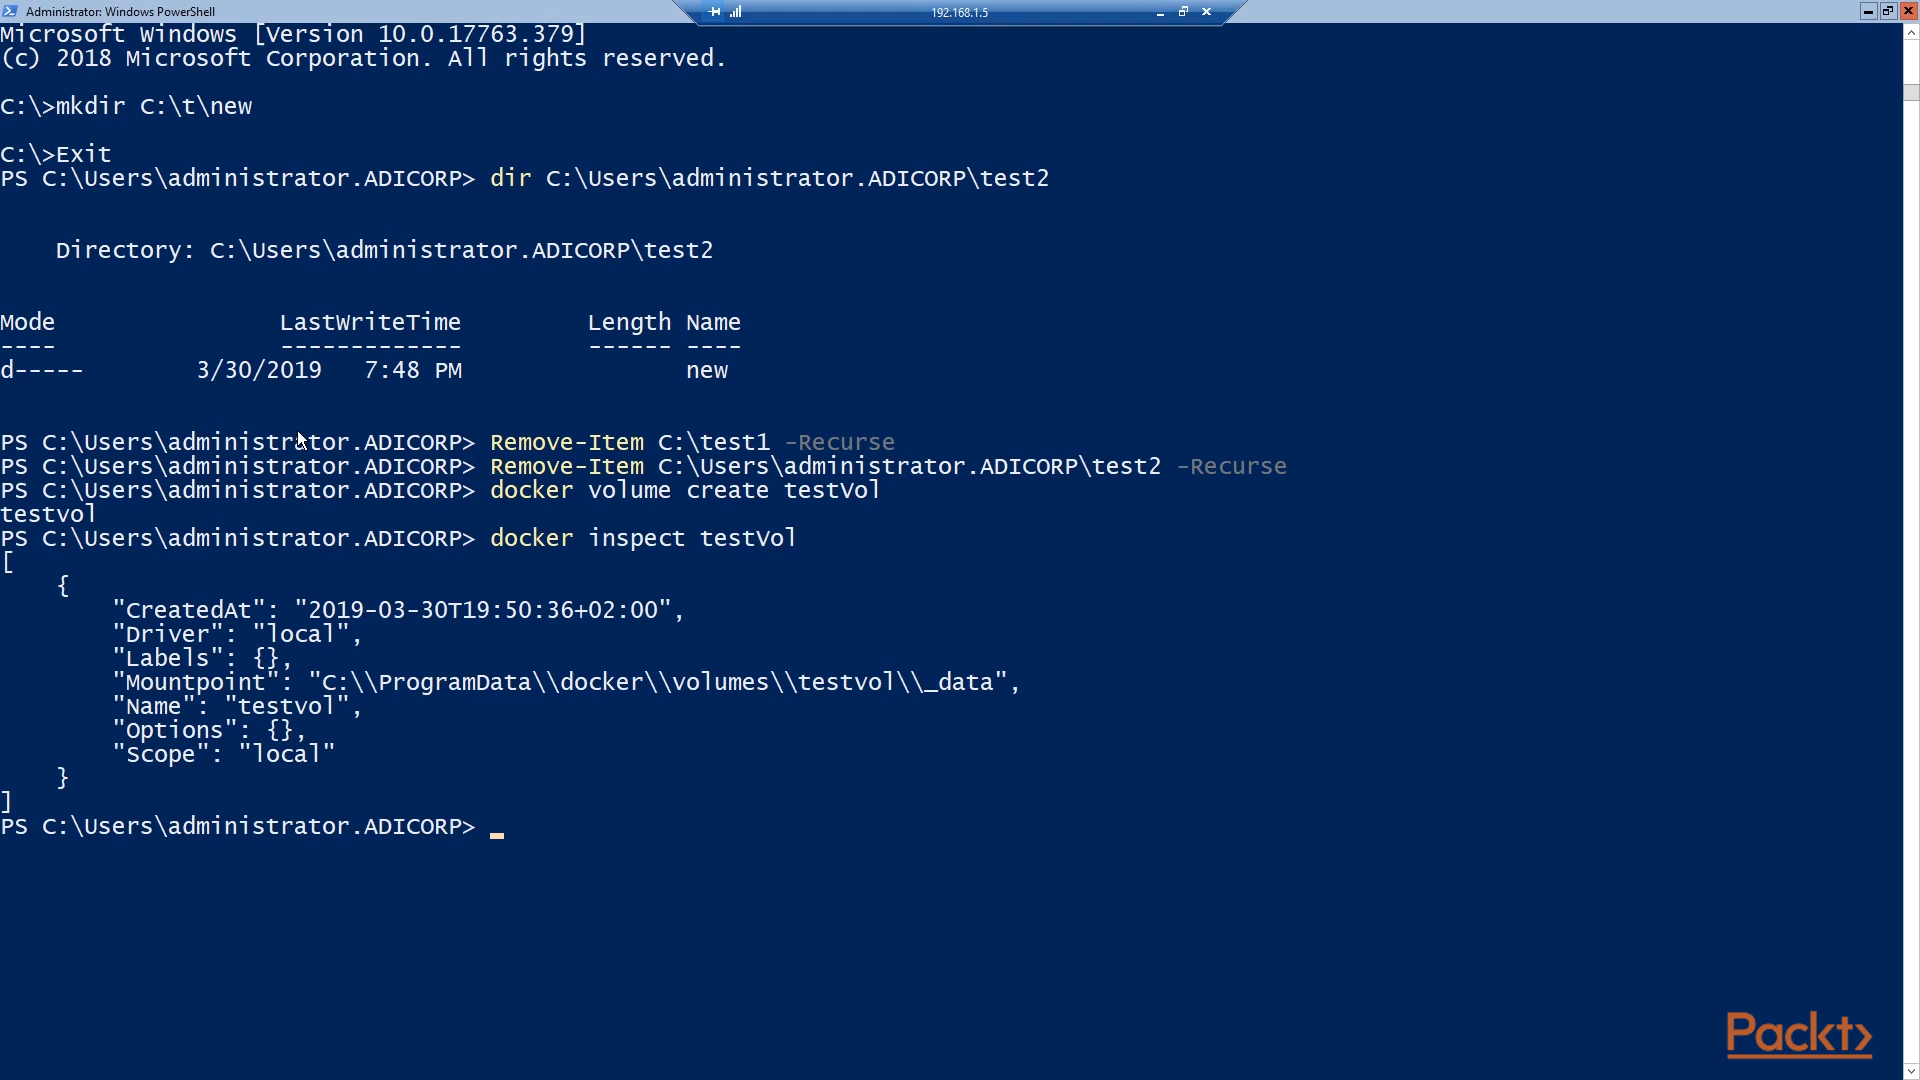 Administrator: Windows PowerShell
192.168.1.5
Microsoft Windows [Version 10.0.17763.379]
(c) 2018 Microsoft Corporation. All rights reserved.
C:\>mkdir C:\t\new
C:\>Exit
PS C:\Users\administrator.ADICORP> dir C:\Users\administrator.ADICORP\test2
    Directory: C:\Users\administrator.ADICORP\test2
Mode                LastWriteTime         Length Name
----                -------------         ------ ----
d-----        3/30/2019   7:48 PM                new
PS C:\Users\administrator.ADICORP> Remove-Item C:\test1 -Recurse
PS C:\Users\administrator.ADICORP> Remove-Item C:\Users\administrator.ADICORP\test2 -Recurse
PS C:\Users\administrator.ADICORP> docker volume create testVol
testvol
PS C:\Users\administrator.ADICORP> docker inspect testVol
[
    {
        "CreatedAt": "2019-03-30T19:50:36+02:00",
        "Driver": "local",
        "Labels": {},
        "Mountpoint": "C:\\ProgramData\\docker\\volumes\\testvol\\_data",
        "Name": "testvol",
        "Options": {},
        "Scope": "local"
    }
]
PS C:\Users\administrator.ADICORP>
Packt>